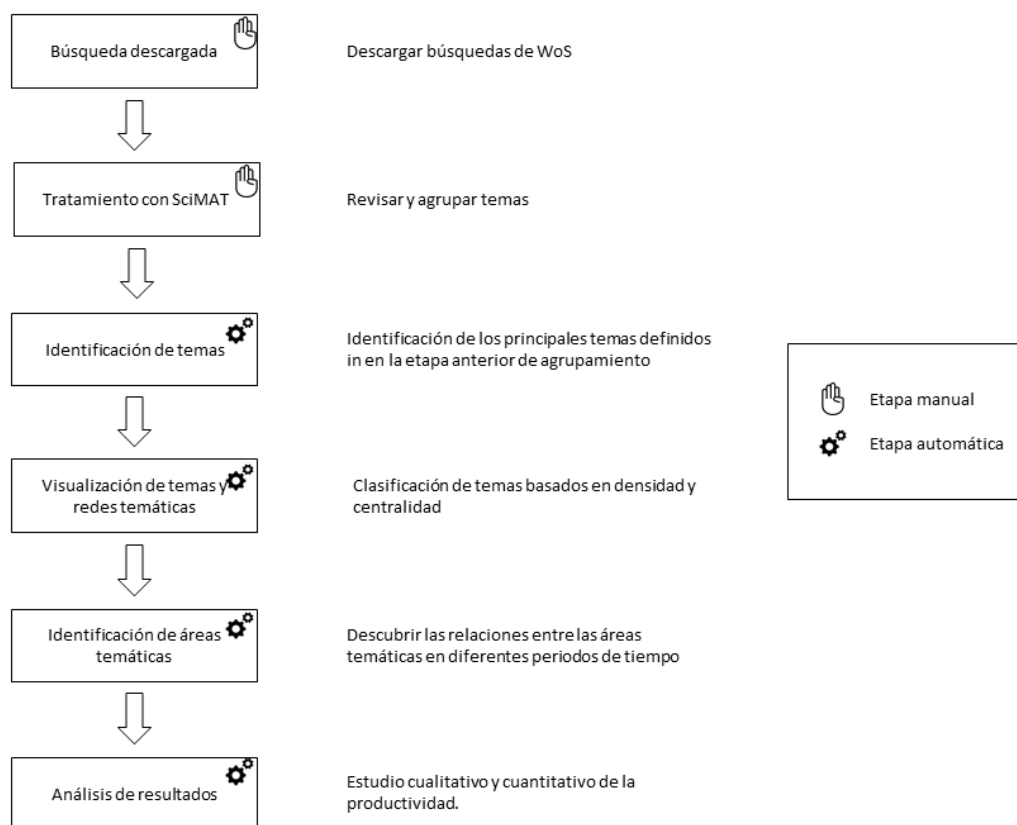 Búsqueda descargada
Descargar búsquedas de WoS
Tratamiento con SciMAT
Revisar y agrupar temas
Identificación de temas
Identificación de los principales temas definidos
in en la etapa anterior de agrupamiento
Etapa manual
Etapa automática
Visualización de temas y
redes temáticas
Clasificación de temas basados en densidad y
centralidad
Identificación de áreas
temáticas
Descubrir las relaciones entre las áreas
temáticas en diferentes periodos de tiempo
Análisis de resultados
Estudio cualitativo y cuantitativo de la
productividad.